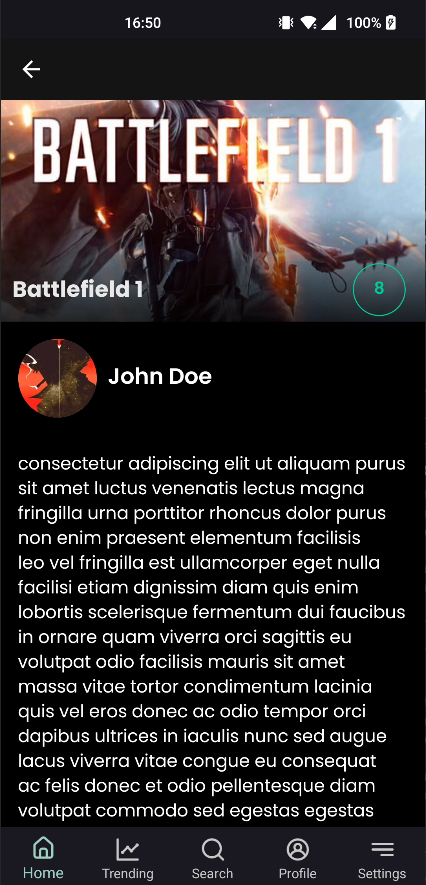 16:50
100%
BATTLEFIELD 1
Battlefield 1
8
John Doe
consectetur adipiscing elit ut aliquam purus
sit amet luctus venenatis lectus magna
fringilla urna porttitor rhoncus dolor purus
non enim praesent elementum facilisis
leo vel fringilla est ullamcorper eget nulla
facilisi etiam dignissim diam quis enim
lobortis scelerisque fermentum dui faucibus
in ornare quam viverra orci sagittis eu
volutpat odio facilisis mauris sit amet
massa vitae tortor condimentum lacinia
quis vel eros donec ac odio tempor orci
dapibus ultrices in iaculis nunc sed augue
lacus viverra vitae congue eu consequat
ac felis donec et odio pellentesque diam
volutpat commodo sed egestas egestas
Home
Trending
Search
Profile
Settings